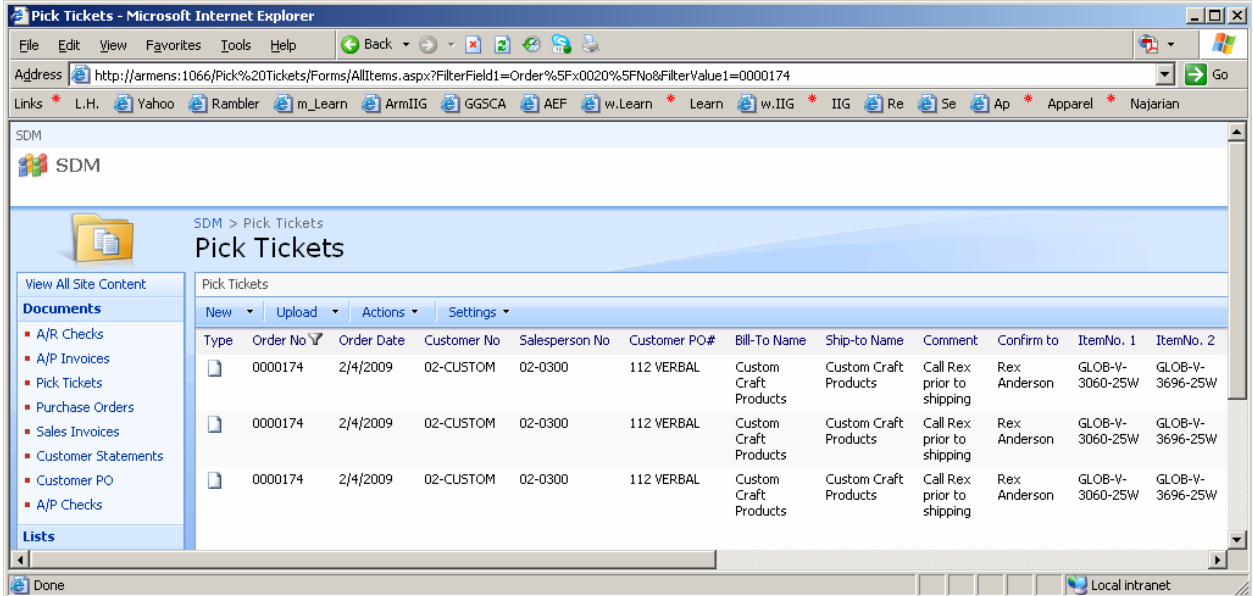 Pick Tickets - Microsoft Internet Explorer
File Edit View Favorites Tools Help Back
Address http://armens:1066/Pick%20Tickets/Forms/AllItems.aspx?FilterField1=Order%5Fx0020%5FNo&FilterValue1=0000174 Go
Links L.H. Yahoo Rambler m_Learn ArmIIG GGSCA AEF w.Learn Learn w.IIG IIG Re Se Ap Apparel Najarian
SDM
SDM
SDM > Pick Tickets
Pick Tickets
View All Site Content
Documents
A/R Checks
A/P Invoices
Pick Tickets
Purchase Orders
Sales Invoices
Customer Statements
Customer PO
A/P Checks
Lists
Pick Tickets
New Upload Actions Settings
Type Order No Order Date Customer No Salesperson No Customer PO# Bill-To Name Ship-to Name Comment Confirm to ItemNo. 1 ItemNo. 2
0000174 2/4/2009 02-CUSTOM 02-0300 112 VERBAL Custom Custom Craft Call Rex Rex GLOB-V- GLOB-V-
Craft Products prior to Anderson 3060-25W 3696-25W
Products shipping
0000174 2/4/2009 02-CUSTOM 02-0300 112 VERBAL Custom Custom Craft Call Rex Rex GLOB-V- GLOB-V-
Craft Products prior to Anderson 3060-25W 3696-25W
Products shipping
0000174 2/4/2009 02-CUSTOM 02-0300 112 VERBAL Custom Custom Craft Call Rex Rex GLOB-V- GLOB-V-
Craft Products prior to Anderson 3060-25W 3696-25W
Products shipping
Done Local intranet